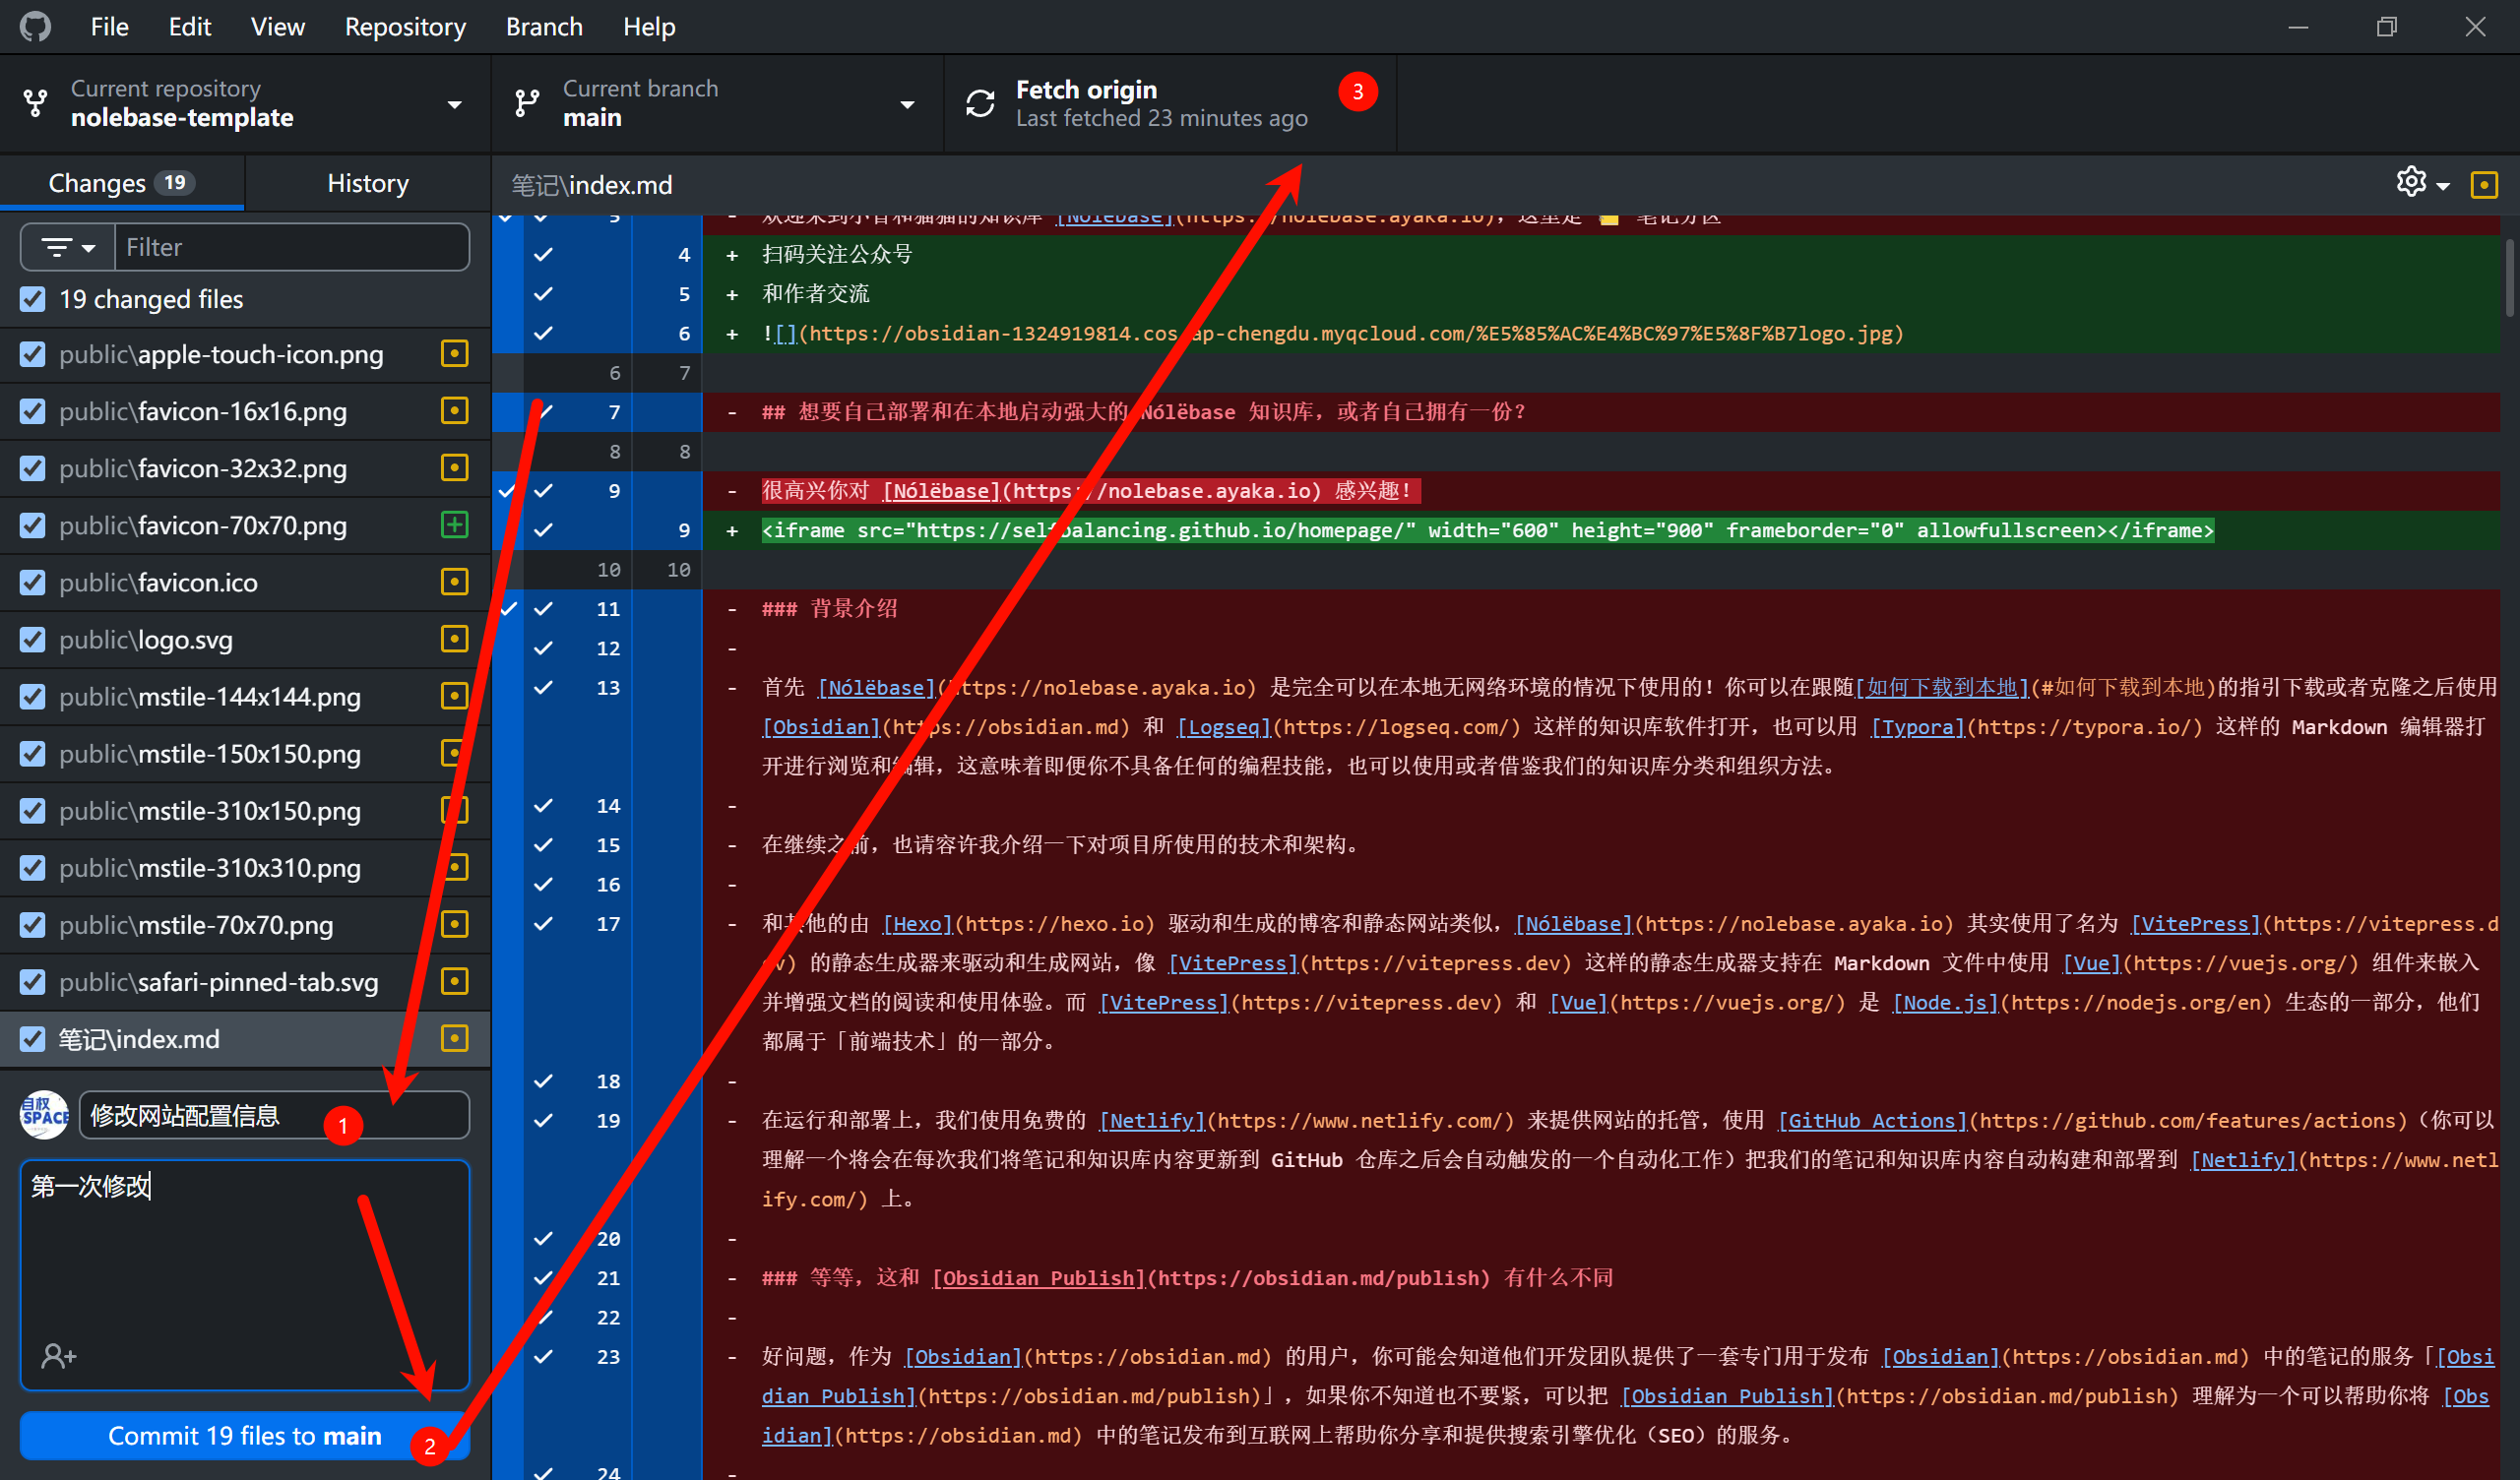 File Edit View Repository Branch Help
Current repository
nolebase-template
Current branch
main
Fetch origin
Last fetched 23 minutes ago
3
Changes 19
History
Filter
19 changed files
public\apple-touch-icon.png
public\favicon-16x16.png
public\favicon-32x32.png
public\favicon-70x70.png
public\favicon.ico
public\logo.svg
public\mstile-144x144.png
public\mstile-150x150.png
public\mstile-310x150.png
public\mstile-310x310.png
public\mstile-70x70.png
public\safari-pinned-tab.svg
笔记\index.md
自权
SPACE
修改网站配置信息
1
第一次修改
Commit 19 files to main
2
笔记\index.md
5 - 欢迎来到小音和猫猫的知识库 [Nólëbase](https://nolebase.ayaka.io)，这里是 笔记分区
4 + 扫码关注公众号
5 + 和作者交流
6 + ![](https://obsidian-1324919814.cos.ap-chengdu.myqcloud.com/%E5%85%AC%E4%BC%97%E5%8F%B7logo.jpg)
6 7
7 - ## 想要自己部署和在本地启动强大的 Nólëbase 知识库，或者自己拥有一份？
8 8
9 - 很高兴你对 [Nólëbase](https://nolebase.ayaka.io) 感兴趣！
9 + <iframe src="https://selfbalancing.github.io/homepage/" width="600" height="900" frameborder="0" allowfullscreen></iframe>
10 10
11 - ### 背景介绍
12 -
13 - 首先 [Nólëbase](https://nolebase.ayaka.io) 是完全可以在本地无网络环境的情况下使用的！你可以在跟随[如何下载到本地](#如何下载到本地)的指引下载或者克隆之后使用
[Obsidian](https://obsidian.md) 和 [Logseq](https://logseq.com/) 这样的知识库软件打开，也可以用 [Typora](https://typora.io/) 这样的 Markdown 编辑器打
开进行浏览和编辑，这意味着即便你不具备任何的编程技能，也可以使用或者借鉴我们的知识库分类和组织方法。
14 -
15 - 在继续之前，也请容许我介绍一下对项目所使用的技术和架构。
16 -
17 - 和其他的由 [Hexo](https://hexo.io) 驱动和生成的博客和静态网站类似，[Nólëbase](https://nolebase.ayaka.io) 其实使用了名为 [VitePress](https://vitepress.d
ev) 的静态生成器来驱动和生成网站，像 [VitePress](https://vitepress.dev) 这样的静态生成器支持在 Markdown 文件中使用 [Vue](https://vuejs.org/) 组件来嵌入
并增强文档的阅读和使用体验。而 [VitePress](https://vitepress.dev) 和 [Vue](https://vuejs.org/) 是 [Node.js](https://nodejs.org/en) 生态的一部分，他们
都属于「前端技术」的一部分。
18 -
19 - 在运行和部署上，我们使用免费的 [Netlify](https://www.netlify.com/) 来提供网站的托管，使用 [GitHub Actions](https://github.com/features/actions)（你可以
理解一个将会在每次我们将笔记和知识库内容更新到 GitHub 仓库之后会自动触发的一个自动化工作）把我们的笔记和知识库内容自动构建和部署到 [Netlify](https://www.netl
ify.com/) 上。
20 -
21 - ### 等等，这和 [Obsidian Publish](https://obsidian.md/publish) 有什么不同
22 -
23 - 好问题，作为 [Obsidian](https://obsidian.md) 的用户，你可能会知道他们开发团队提供了一套专门用于发布 [Obsidian](https://obsidian.md) 中的笔记的服务「[Obsi
dian Publish](https://obsidian.md/publish)」，如果你不知道也不要紧，可以把 [Obsidian Publish](https://obsidian.md/publish) 理解为一个可以帮助你将 [Obs
idian](https://obsidian.md) 中的笔记发布到互联网上帮助你分享和提供搜索引擎优化（SEO）的服务。
24 -